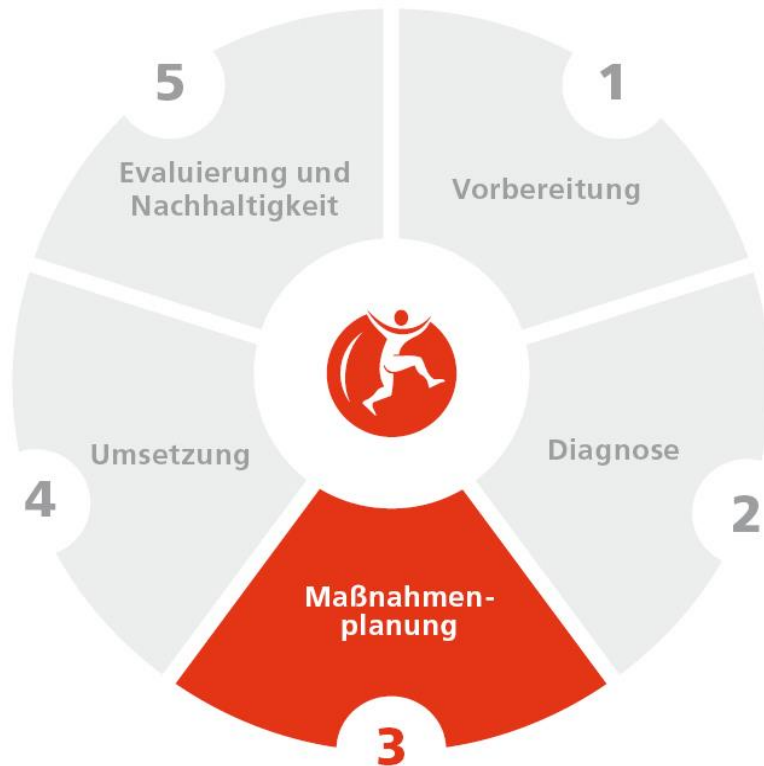 1
Vorbereitung
2
Diagnose
3
Maßnahmen-
planung
4
Umsetzung
5
Evaluierung und
Nachhaltigkeit